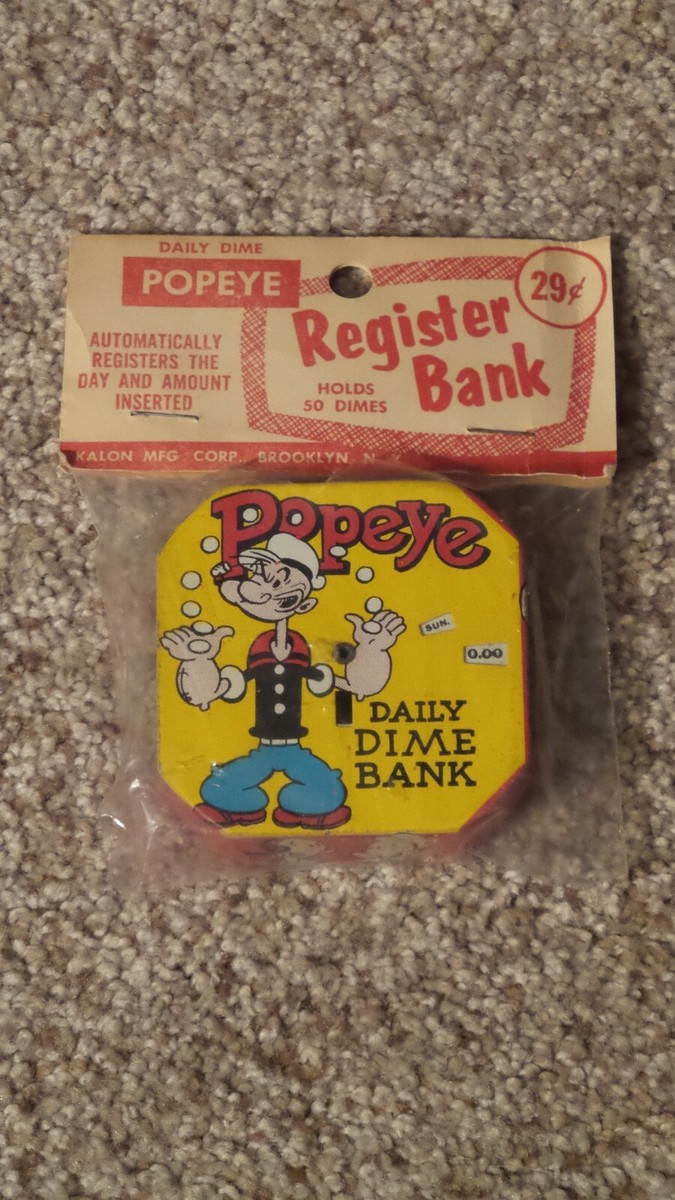 DAILY DIME
POPEYE
29¢
Register
Bank
AUTOMATICALLY
REGISTERS THE
DAY AND AMOUNT
INSERTED
HOLDS
50 DIMES
KALON MFG CORP., BROOKLYN N. Y.
Popeye
SUN.
0.00
DAILY
DIME
BANK